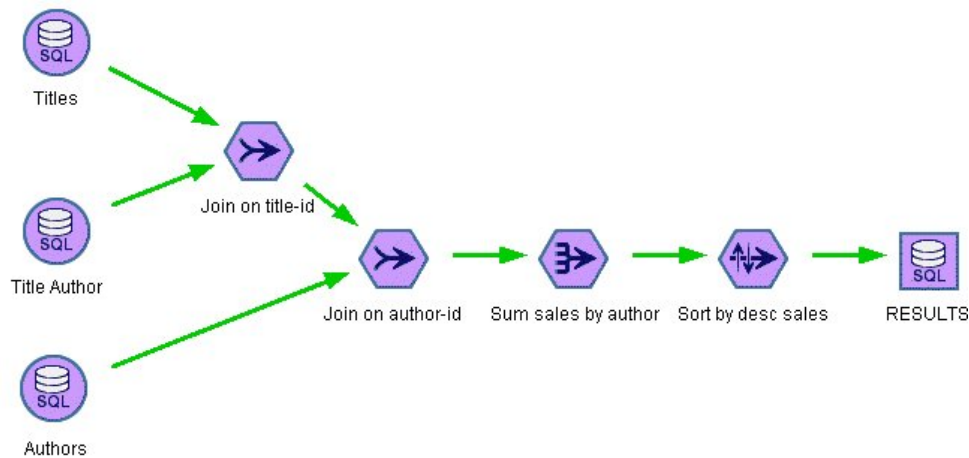 SQL
Titles
Join on title-id
SQL
Title Author
Join on author-id
Sum sales by author
Sort by desc sales
SQL
RESULTS
SQL
Authors